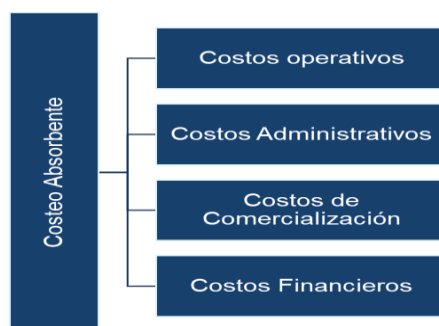 Costeo Absorbente
Costos operativos
Costos Administrativos
Costos de
Comercialización
Costos Financieros